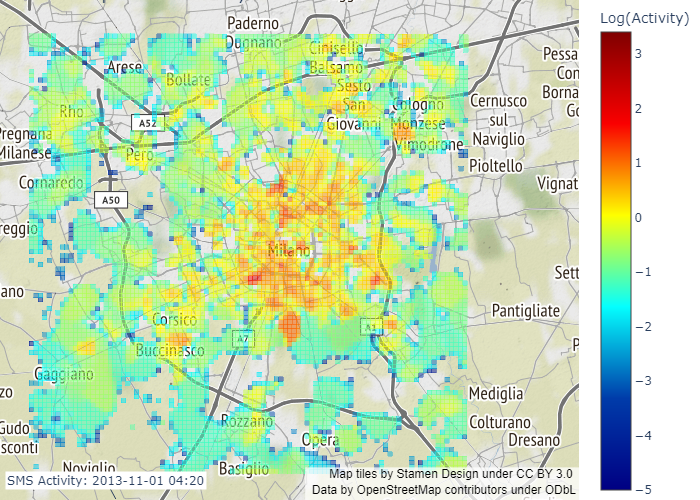 Log(Activity)
Paderno
Dugnano
Cinisello
Balsamo
Arese
Bollate
Sesto
San
Giovanni
Cologno
Monzese
Vimodrone
Pessa
Con
Borna
Go
Cernusco
sul
Naviglio
Rho
A52
Pregnana
Milanese
Pero
Pioltello
Cornaredo
Vignat
A50
reggio
Milano
Sett
ano
Pantigliate
Corsico
A7
A1
Buccinasco
P
Gaggiano
zo
Mediglia
Rozzano
Colturano
Gudo
Opera
Dresano
sconti
Noviglio
Basiglio
SMS Activity: 2013-11-01 04:20
Map tiles by Stamen Design under CC BY 3.0
Data by OpenStreetMap contributors under ODbL
3
2
1
0
−1
−2
−3
−4
−5